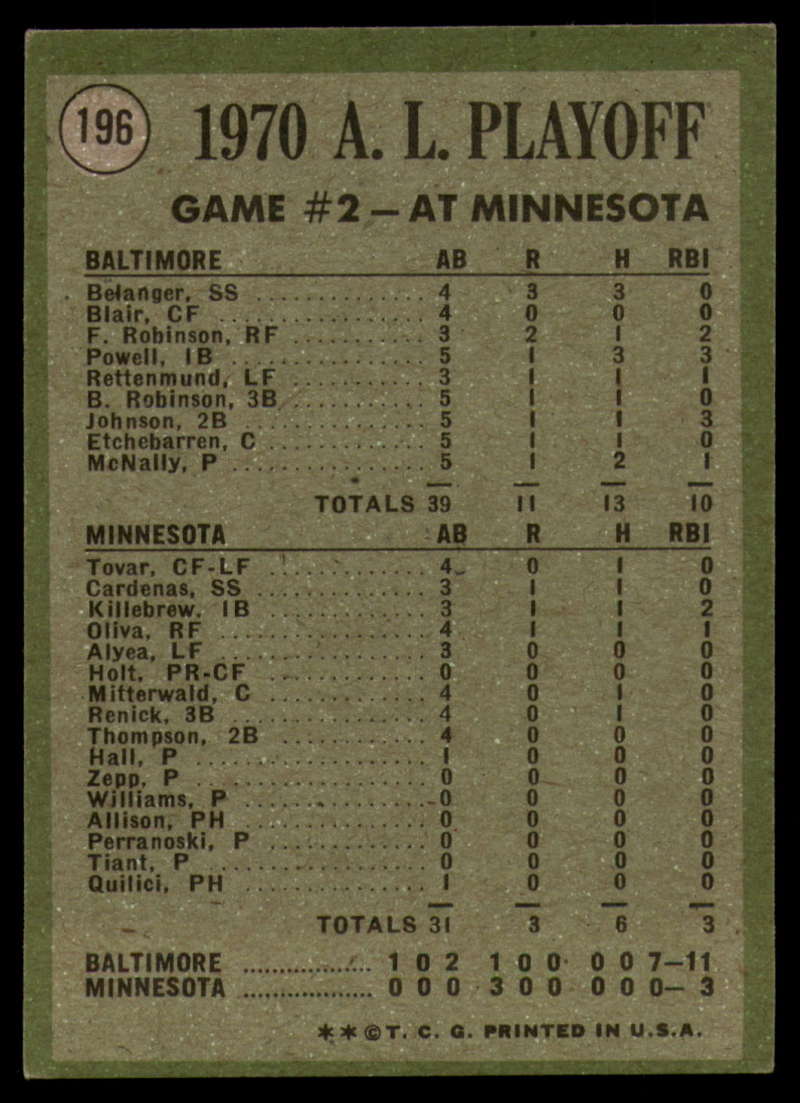 196
1970 A. L. PLAYOFF
GAME #2 – AT MINNESOTA
BALTIMORE AB R H RBI
Belanger, SS .............. 4 3 3 0
Blair, CF ................. 4 0 0 0
F. Robinson, RF ........... 3 2 1 2
Powell, 1B ................ 5 1 3 3
Rettenmund, LF ............ 3 1 1 1
B. Robinson, 3B ........... 5 1 1 0
Johnson, 2B ............... 5 1 1 3
Etchebarren, C ............ 5 1 1 0
McNally, P ................ 5 1 2 1
TOTALS 39 11 13 10
MINNESOTA AB R H RBI
Tovar, CF-LF ............. 4 0 1 0
Cardenas, SS .............. 3 1 1 0
Killebrew, 1B ............. 3 1 1 2
Oliva, RF ................. 4 1 1 1
Alyea, LF ................. 3 0 0 0
Holt, PR-CF ............. 0 0 0 0
Mitterwald, C ............. 4 0 1 0
Renick, 3B ................ 4 0 1 0
Thompson, 2B ............ 4 0 0 0
Hall, P ................... 1 0 0 0
Zepp, P ................... 0 0 0 0
Williams, P ............... 0 0 0 0
Allison, PH ............... 0 0 0 0
Perranoski, P ............. 0 0 0 0
Tiant, P .................. 0 0 0 0
Quilici, PH ............... 1 0 0 0
TOTALS 31 3 6 3
BALTIMORE .................. 1 0 2 1 0 0 0 0 7–11
MINNESOTA .................. 0 0 0 3 0 0 0 0 0– 3
**©T. C. G. PRINTED IN U.S.A.